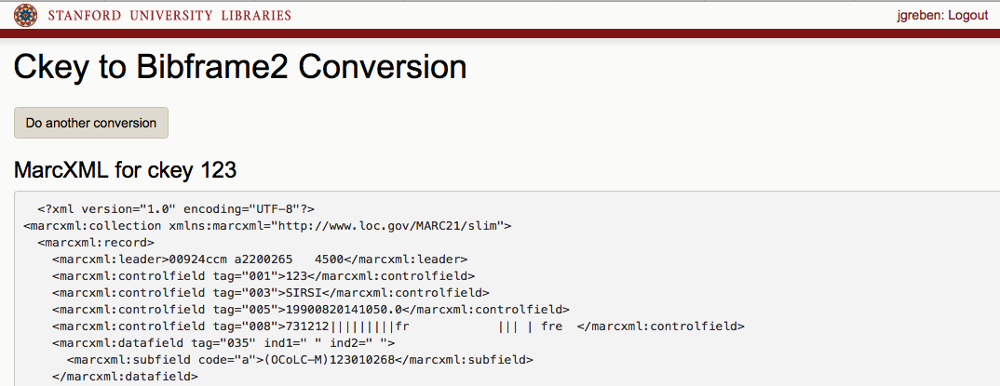 STANFORD UNIVERSITY LIBRARIES
jgreben: Logout
Ckey to Bibframe2 Conversion
Do another conversion
MarcXML for ckey 123
<?xml version="1.0" encoding="UTF-8"?>
<marcxml:collection xmlns:marcxml="http://www.loc.gov/MARC21/slim">
<marcxml:record>
<marcxml:leader>00924ccm a2200265   4500</marcxml:leader>
<marcxml:controlfield tag="001">123</marcxml:controlfield>
<marcxml:controlfield tag="003">SIRSI</marcxml:controlfield>
<marcxml:controlfield tag="005">19900820141050.0</marcxml:controlfield>
<marcxml:controlfield tag="008">731212|||||||||fr            ||| | fre  </marcxml:controlfield>
<marcxml:datafield tag="035" ind1=" " ind2=" ">
<marcxml:subfield code="a">(OCoLC-M)123010268</marcxml:subfield>
</marcxml:datafield>